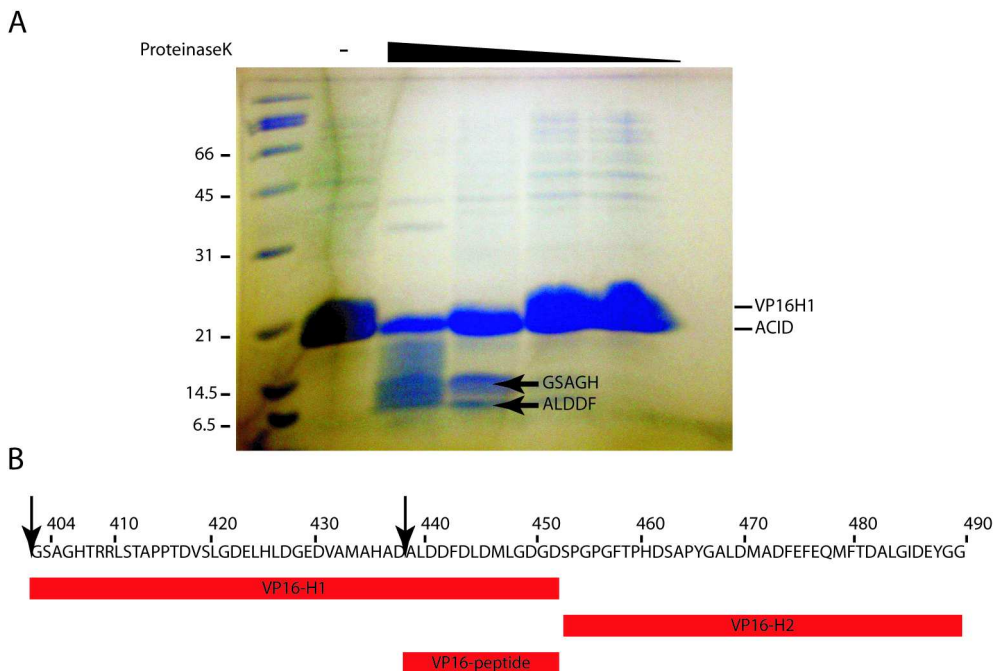 A
ProteinaseK –
66
45
31
21
14.5
6.5
VP16H1
ACID
GSAGH
ALDDF
B
404 410 420 430 440 450 460 470 480 490
GSAGHTRRLSTAPPTDVSLGDELHLDGEDVAMAHADALDDFDLDMLGDGDSPGPGFTPHDSAPYGALDMADFEFEQMFTDALGIDEYGG
VP16-H1
VP16-H2
VP16-peptide